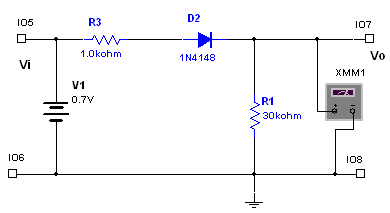 IO5 R3 D2 IO7
Vi 1.0kohm 1N4148 Vo
XMM1
V1
0.7V
R1
30kohm
+ -
IO6 IO8